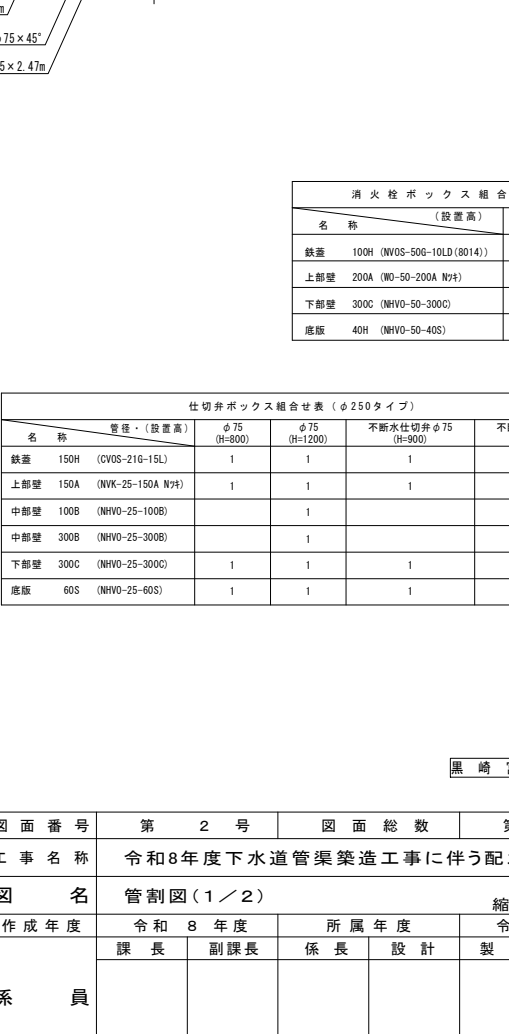 φ75×45°
5×2.47m
消火栓ボックス組合
(設置高)
名 称
鉄蓋 100H (NVOS-50G-10LD(8014))
上部壁 200A (WO-50-200A Nツキ)
下部壁 300C (NHVO-50-300C)
底版 40H (NHVO-50-40S)
仕切弁ボックス組合せ表(φ250タイプ)
名 称 管径・(設置高) φ75 (H=800) φ75 (H=1200) 不断水仕切弁φ75 (H=900)
鉄蓋 150H (CVOS-21G-15L) 1 1 1
上部壁 150A (NVK-25-150A Nツキ) 1 1 1
中部壁 100B (NHVO-25-100B) 1
中部壁 300B (NHVO-25-300B) 1
下部壁 300C (NHVO-25-300C) 1 1 1
底版 60S (NHVO-25-60S) 1 1 1
黒崎
図面番号 第 2 号 図面総数
工事名称 令和8年度下水道管渠築造工事に伴う配
図名 管割図(1/2)
縮
作成年度 令和 8 年度 所属年度 令
課長 副課長 係長 設計 製
係員